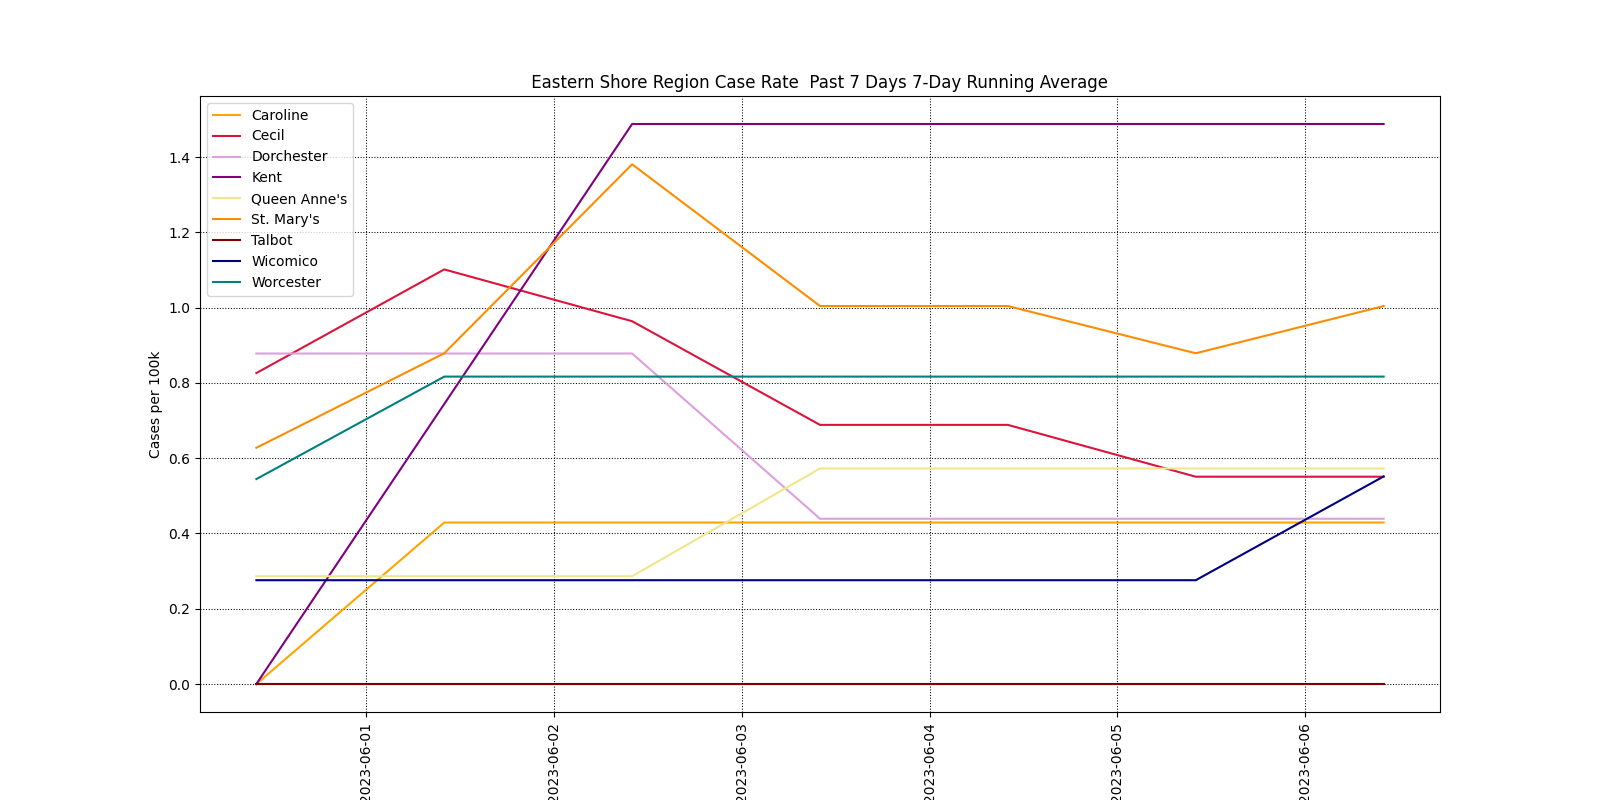 Eastern Shore Region Case Rate  Past 7 Days 7-Day Running Average
Caroline
Cecil
Dorchester
Kent
Queen Anne's
St. Mary's
Talbot
Wicomico
Worcester
Cases per 100k
1.4
1.2
1.0
0.8
0.6
0.4
0.2
0.0
2023-06-01
2023-06-02
2023-06-03
2023-06-04
2023-06-05
2023-06-06